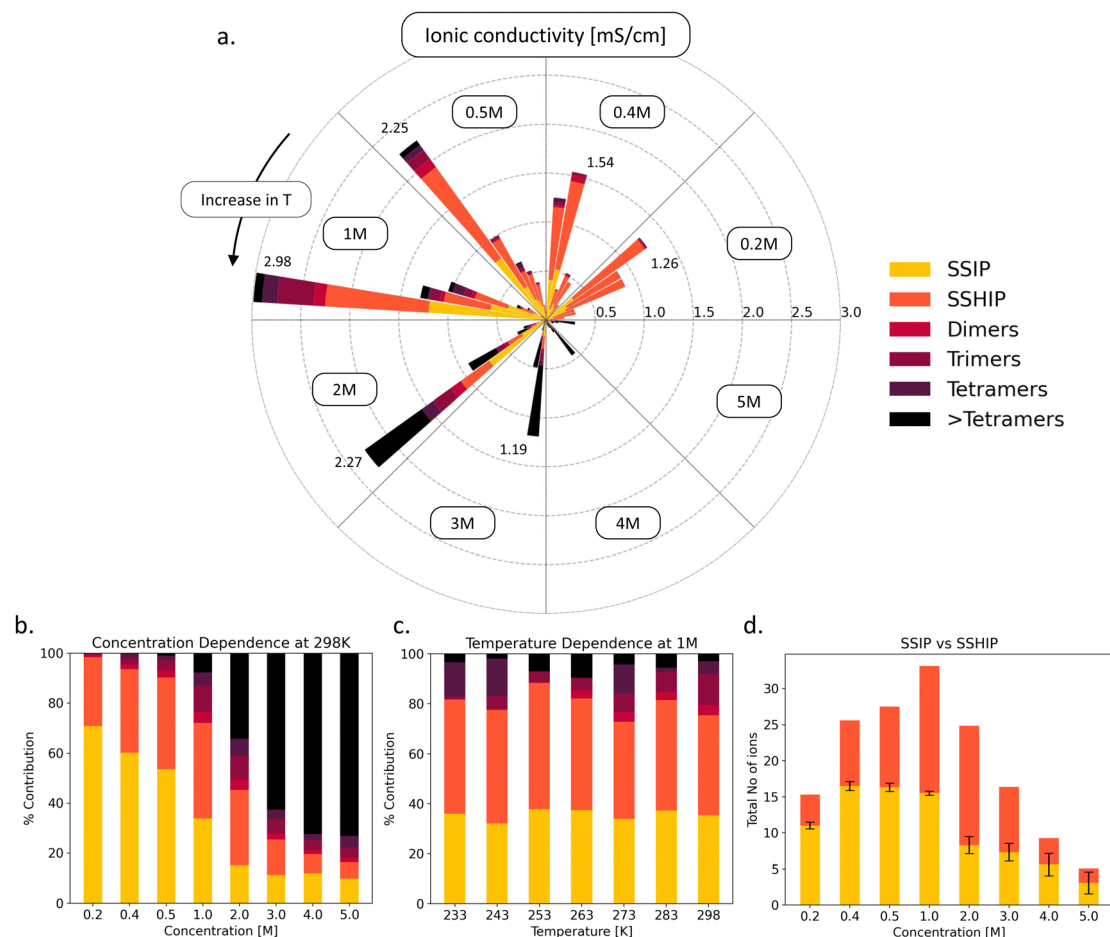 a.
Ionic conductivity [mS/cm]
0.5M
0.4M
2.25
1.54
Increase in T
1M
0.2M
2.98
1.26
0.5
1.0
1.5
2.0
2.5
3.0
2M
5M
2.27
1.19
3M
4M
SSIP
SSHIP
Dimers
Trimers
Tetramers
>Tetramers
b.
Concentration Dependence at 298K
% Contribution
100
80
60
40
20
0
0.2 0.4 0.5 1.0 2.0 3.0 4.0 5.0
Concentration [M]
c.
Temperature Dependence at 1M
% Contribution
100
80
60
40
20
0
233 243 253 263 273 283 298
Temperature [K]
d.
SSIP vs SSHIP
Total No of ions
30
25
20
15
10
5
0
0.2 0.4 0.5 1.0 2.0 3.0 4.0 5.0
Concentration [M]